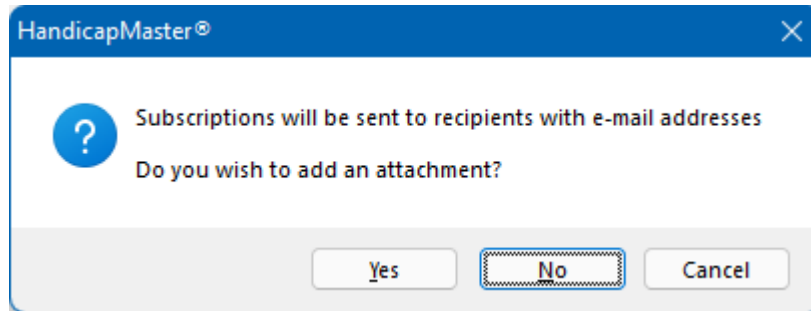 HandicapMaster®
Subscriptions will be sent to recipients with e-mail addresses
Do you wish to add an attachment?
Yes No Cancel